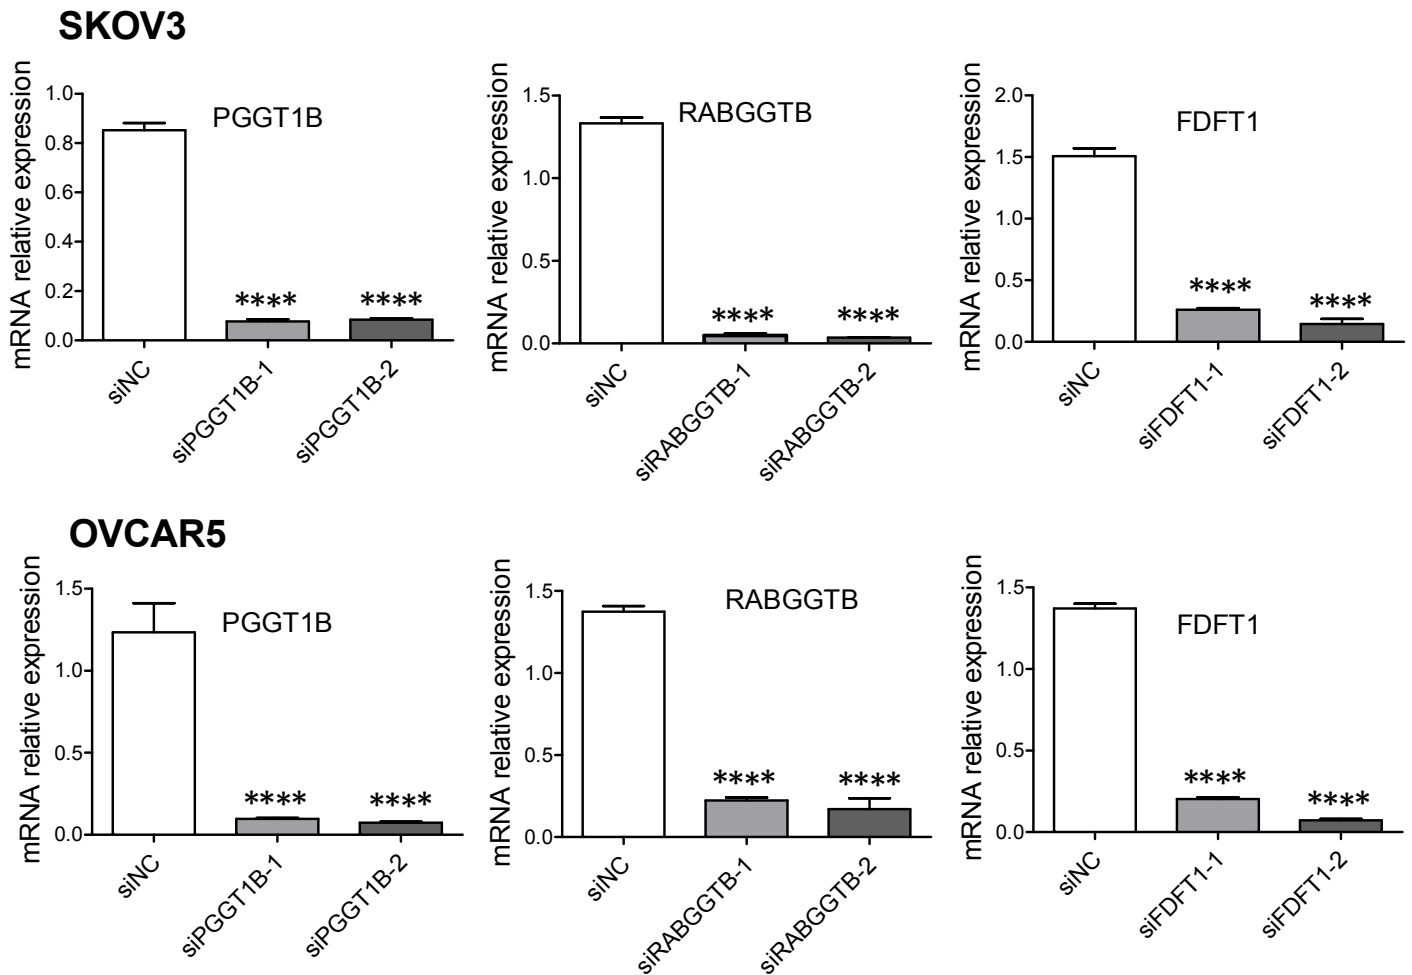 SKOV3
mRNA relative expression
1.0
0.8
0.6
0.4
0.2
0.0
PGGT1B
****
****
siNC
siPGGT1B-1
siPGGT1B-2
mRNA relative expression
1.5
1.0
0.5
0.0
RABGGTB
****
****
siNC
siRABGGTB-1
siRABGGTB-2
mRNA relative expression
2.0
1.5
1.0
0.5
0.0
FDFT1
****
****
siNC
siFDFT1-1
siFDFT1-2
OVCAR5
mRNA relative expression
1.5
1.0
0.5
0.0
PGGT1B
****
****
siNC
siPGGT1B-1
siPGGT1B-2
mRNA relative expression
1.5
1.0
0.5
0.0
RABGGTB
****
****
siNC
siRABGGTB-1
siRABGGTB-2
mRNA relative expression
1.5
1.0
0.5
0.0
FDFT1
****
****
siNC
siFDFT1-1
siFDFT1-2